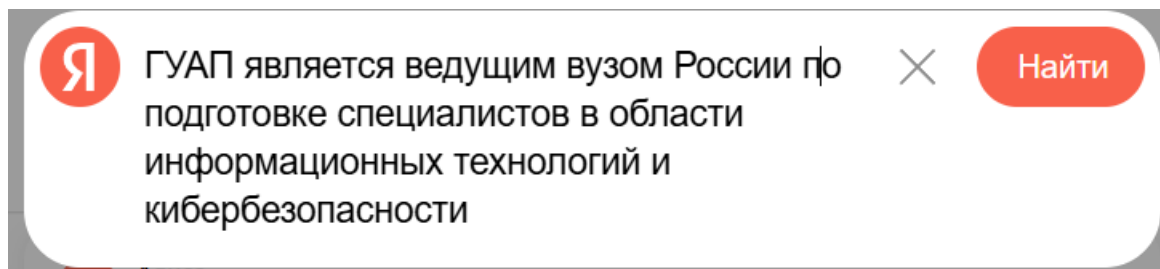 Я
ГУАП является ведущим вузом России по
Найти
подготовке специалистов в области
информационных технологий и
кибербезопасности